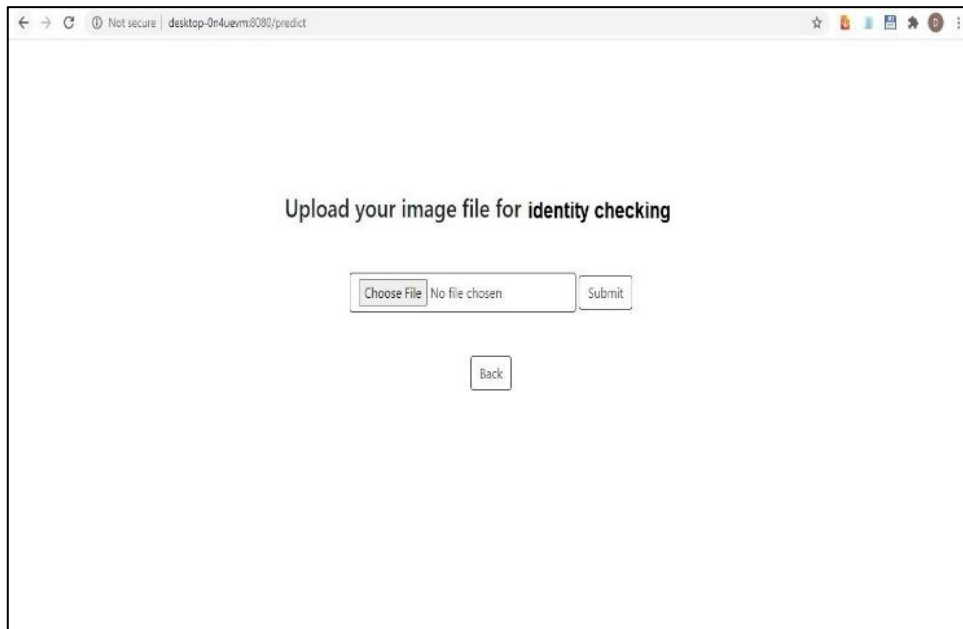 Not secure | desktop-0n4uevm:8080/predict
D
Upload your image file for identity checking
Choose File No file chosen
Submit
Back